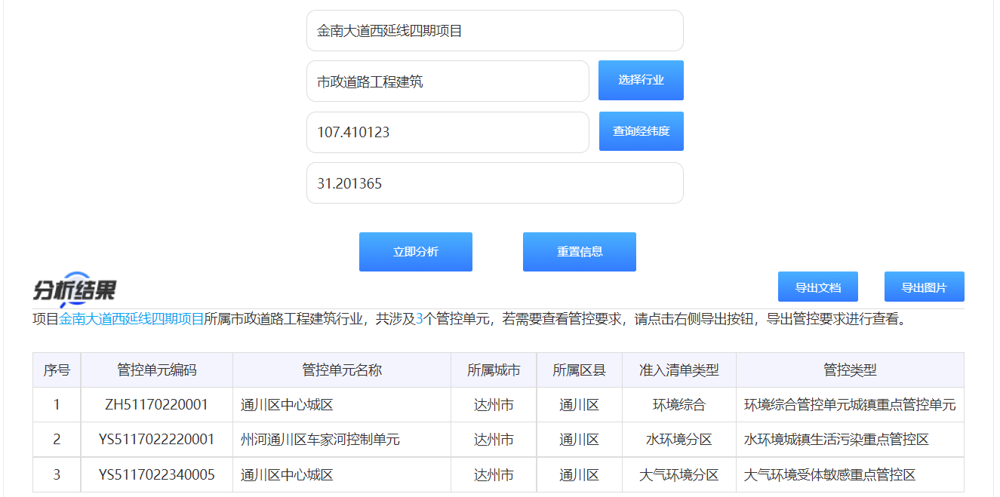 金南大道西延线四期项目
市政道路工程建筑 选择行业
107.410123 查询经纬度
31.201365
立即分析 重置信息
分析结果 导出文档 导出图片
项目金南大道西延线四期项目所属市政道路工程建筑行业，共涉及3个管控单元，若需要查看管控要求，请点击右侧导出按钮，导出管控要求进行查看。
序号 管控单元编码 管控单元名称 所属城市 所属区县 准入清单类型 管控类型
1 ZH51170220001 通川区中心城区 达州市 通川区 环境综合 环境综合管控单元城镇重点管控单元
2 YS5117022220001 州河通川区车家河控制单元 达州市 通川区 水环境分区 水环境城镇生活污染重点管控区
3 YS5117022340005 通川区中心城区 达州市 通川区 大气环境分区 大气环境受体敏感重点管控区